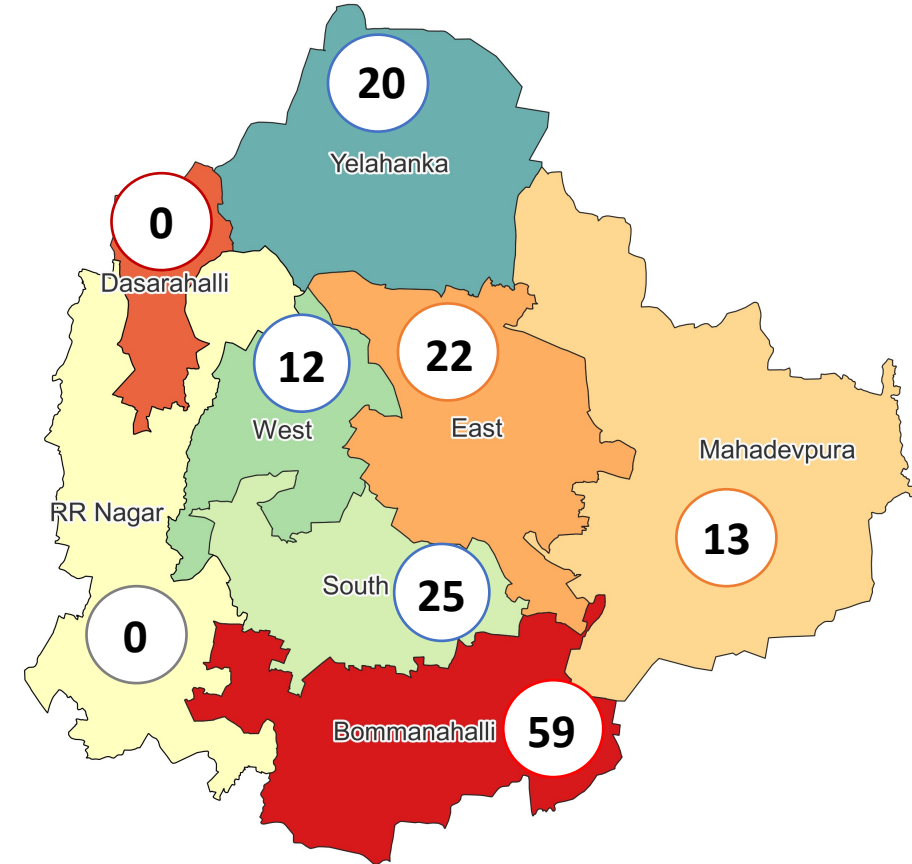 20
Yelahanka
0
Dasarahalli
12
West
22
East
Mahadevpura
13
RR Nagar
0
South
25
Bommanahalli
59